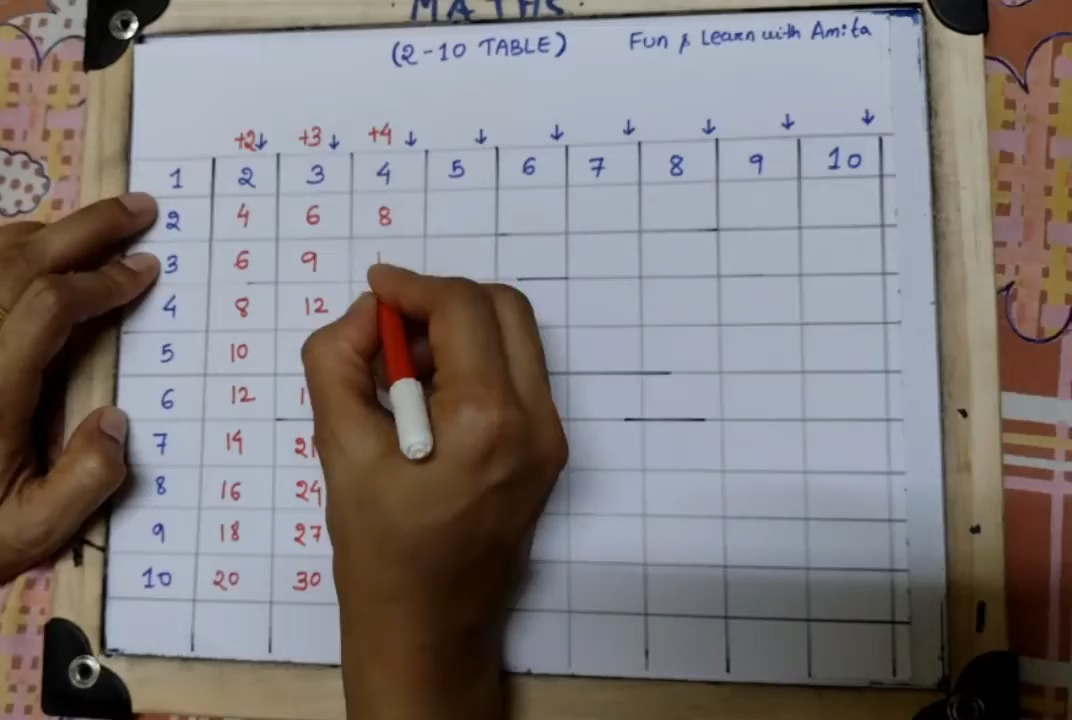 MATHS.
(2-10 TABLE) Fun & Learn with Amita
+2↓ +3↓ +4↓ ↓ ↓ ↓ ↓ ↓ ↓
1 2 3 4 5 6 7 8 9 10
2 4 6 8
3 6 9
4 8 12
5 10
6 12
7 14 21
8 16 24
9 18 27
10 20 30